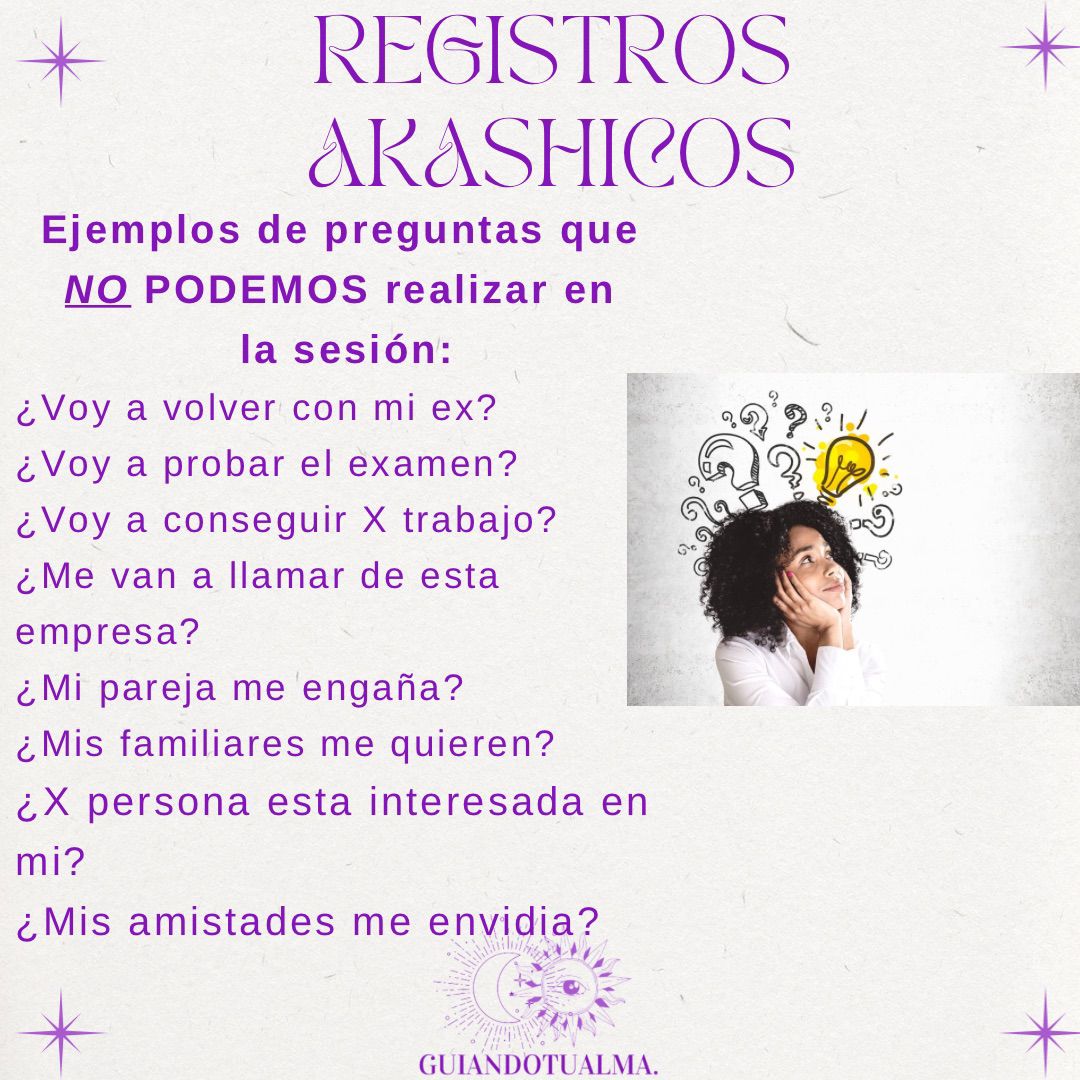 REGISTROS
AKASHICOS
Ejemplos de preguntas que
NO PODEMOS realizar en
la sesión:
¿Voy a volver con mi ex?
¿Voy a probar el examen?
¿Voy a conseguir X trabajo?
¿Me van a llamar de esta
empresa?
¿Mi pareja me engaña?
¿Mis familiares me quieren?
¿X persona esta interesada en
mi?
¿Mis amistades me envidia?
GUIANDOTUALMA.